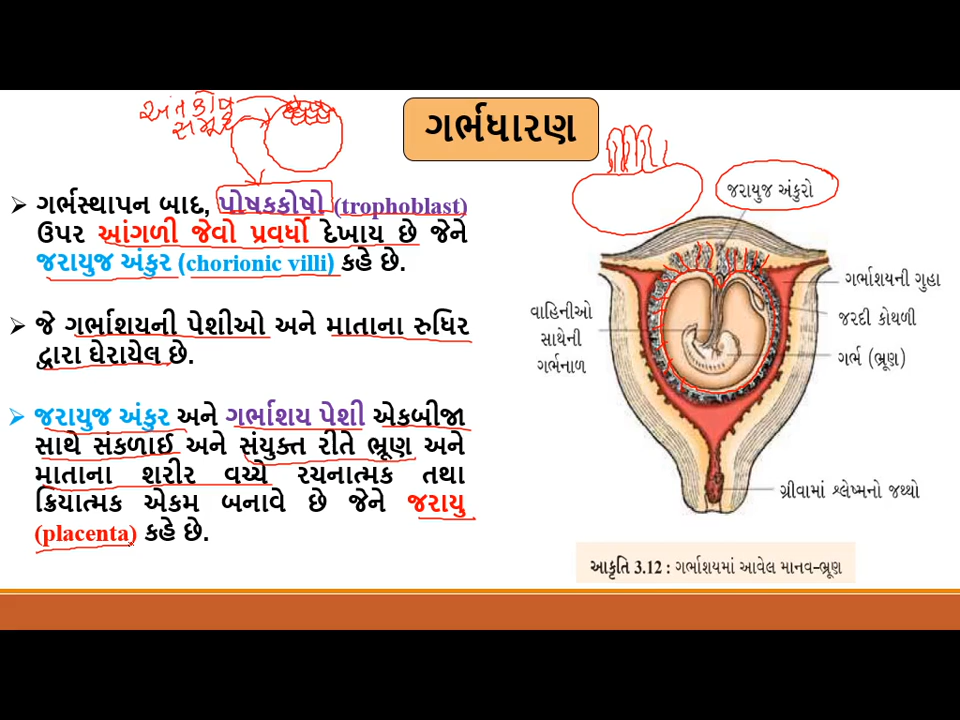 અંતકોષ
સમૂહ
ગર્ભધારણ
ગર્ભસ્થાપન બાદ, પોષકકોષો (trophoblast)
ઉપર આંગળી જેવો પ્રવર્ધો દેખાય છે જેને
જરાયુજ અંકુર (chorionic villi) કહે છે.
જે ગર્ભાશયની પેશીઓ અને માતાના રુધિર
દ્વારા ઘેરાયેલ છે.
જરાયુજ અંકુર અને ગર્ભાશય પેશી એકબીજા
સાથે સંકળાઈ અને સંયુક્ત રીતે ભ્રૂણ અને
માતાના શરીર વચ્ચે રચનાત્મક તથા
ક્રિયાત્મક એકમ બનાવે છે જેને જરાયુ
(placenta) કહે છે.
જરાયુજ અંકુરો
ગર્ભાશયની ગુહા
વાહિનીઓ
સાથેની
ગર્ભનાળ
જરદી કોથળી
ગર્ભ (ભ્રૂણ)
ગ્રીવામાં શ્લેષ્મનો જથ્થો
આકૃતિ 3.12 : ગર્ભાશયમાં આવેલ માનવ-ભ્રૂણ